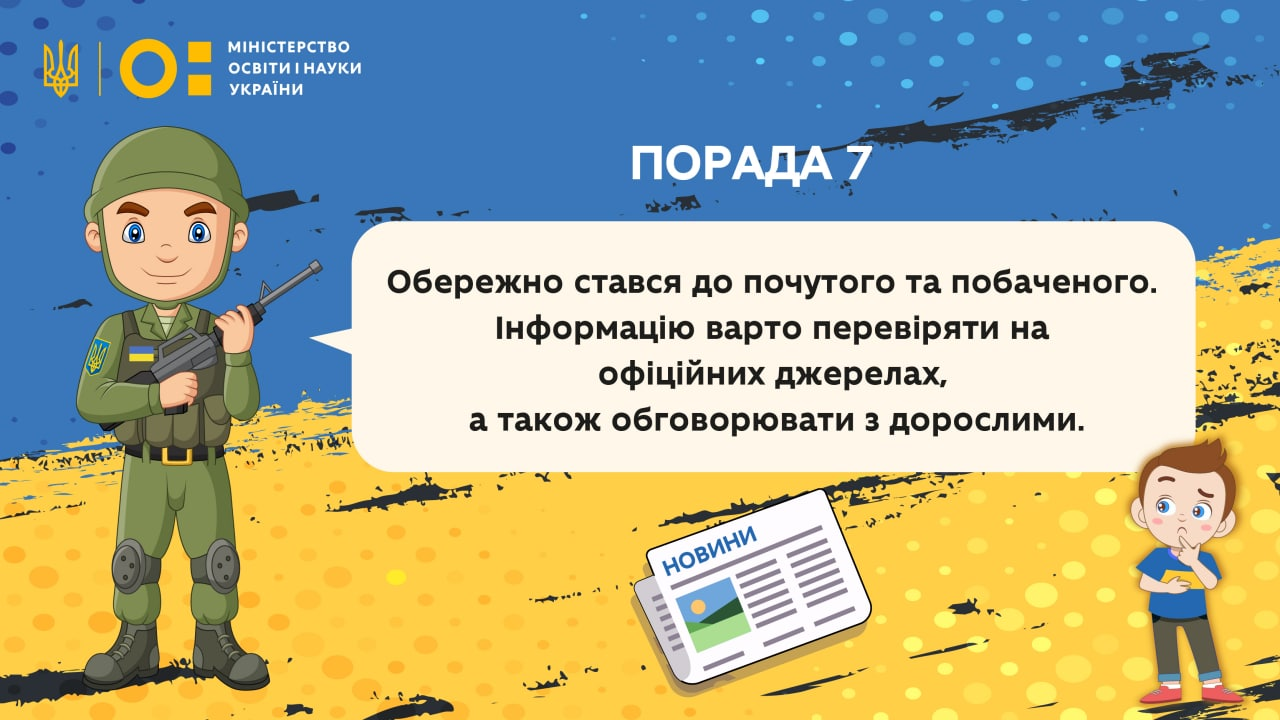 МІНІСТЕРСТВО
ОСВІТИ І НАУКИ
УКРАЇНИ
ПОРАДА 7
Обережно стався до почутого та побаченого.
Інформацію варто перевіряти на
офіційних джерелах,
а також обговорювати з дорослими.
НОВИНИ